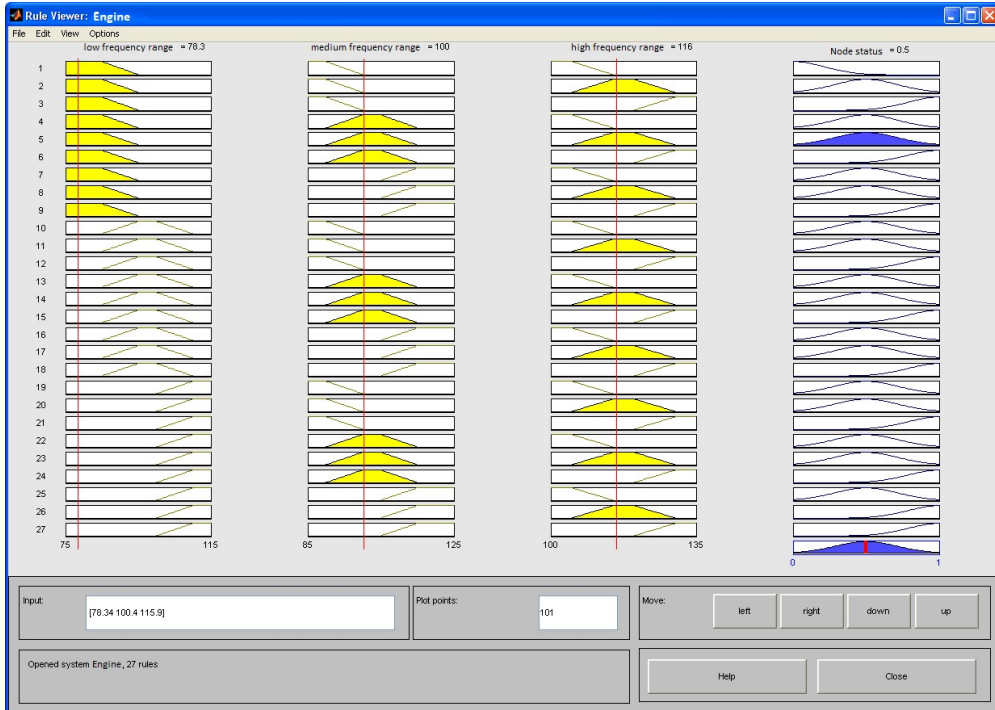 Rule Viewer: Engine
File Edit View Options
low frequency range = 78.3
medium frequency range = 100
high frequency range = 116
Node status = 0.5
1
2
3
4
5
6
7
8
9
10
11
12
13
14
15
16
17
18
19
20
21
22
23
24
25
26
27
75 115
85 125
100 135
0 1
Input:
[78.34 100.4 115.9]
Plot points:
101
Move:
left
right
down
up
Opened system Engine, 27 rules
Help
Close